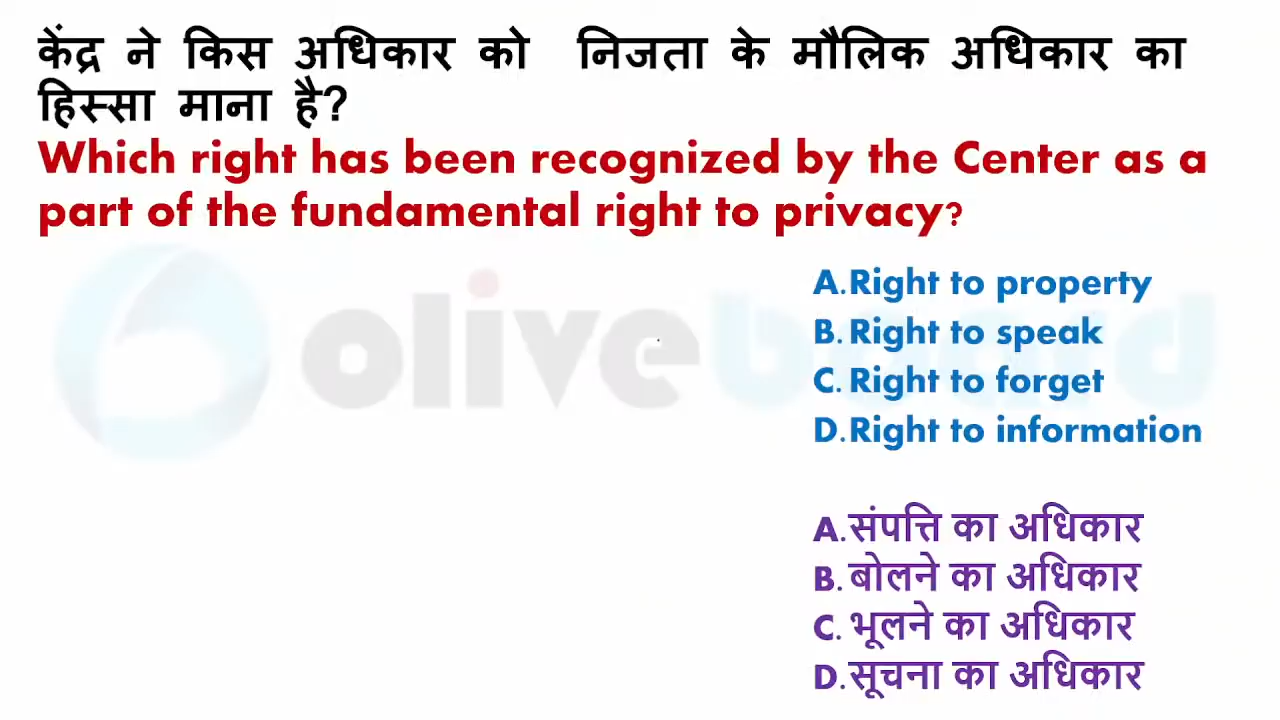 केंद्र ने किस अधिकार को निजता के मौलिक अधिकार का
हिस्सा माना है?
Which right has been recognized by the Center as a
part of the fundamental right to privacy?
oliveboard
A.Right to property
B. Right to speak
C. Right to forget
D.Right to information
A.संपत्ति का अधिकार
B. बोलने का अधिकार
C. भूलने का अधिकार
D.सूचना का अधिकार